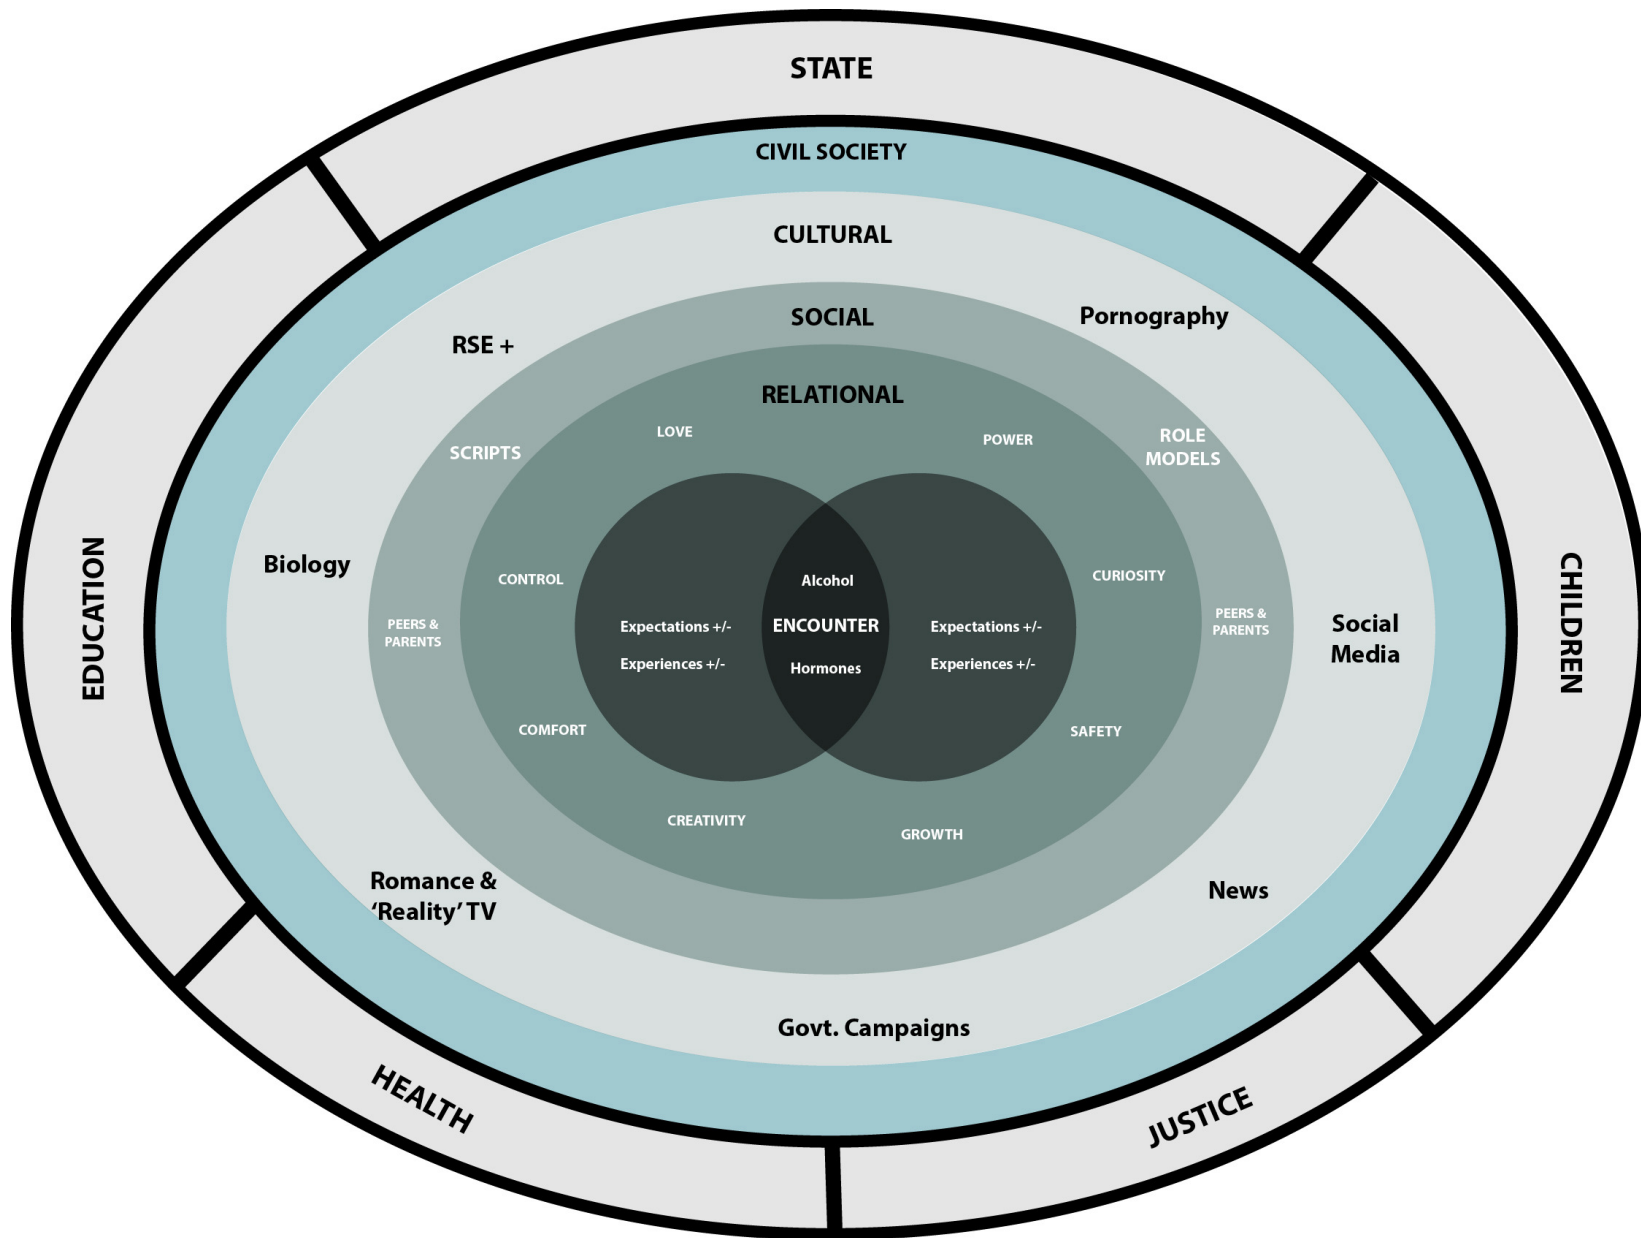 STATE
CIVIL SOCIETY
CULTURAL
Pornography
SOCIAL
RSE +
RELATIONAL
LOVE
POWER
ROLE
MODELS
SCRIPTS
EDUCATION
Biology
CONTROL
Alcohol
CURIOSITY
CHILDREN
PEERS &
PARENTS
Expectations +/-
ENCOUNTER
Expectations +/-
PEERS &
PARENTS
Social
Media
Experiences +/-
Hormones
Experiences +/-
COMFORT
SAFETY
CREATIVITY
GROWTH
Romance &
‘Reality’ TV
News
Govt. Campaigns
HEALTH
JUSTICE